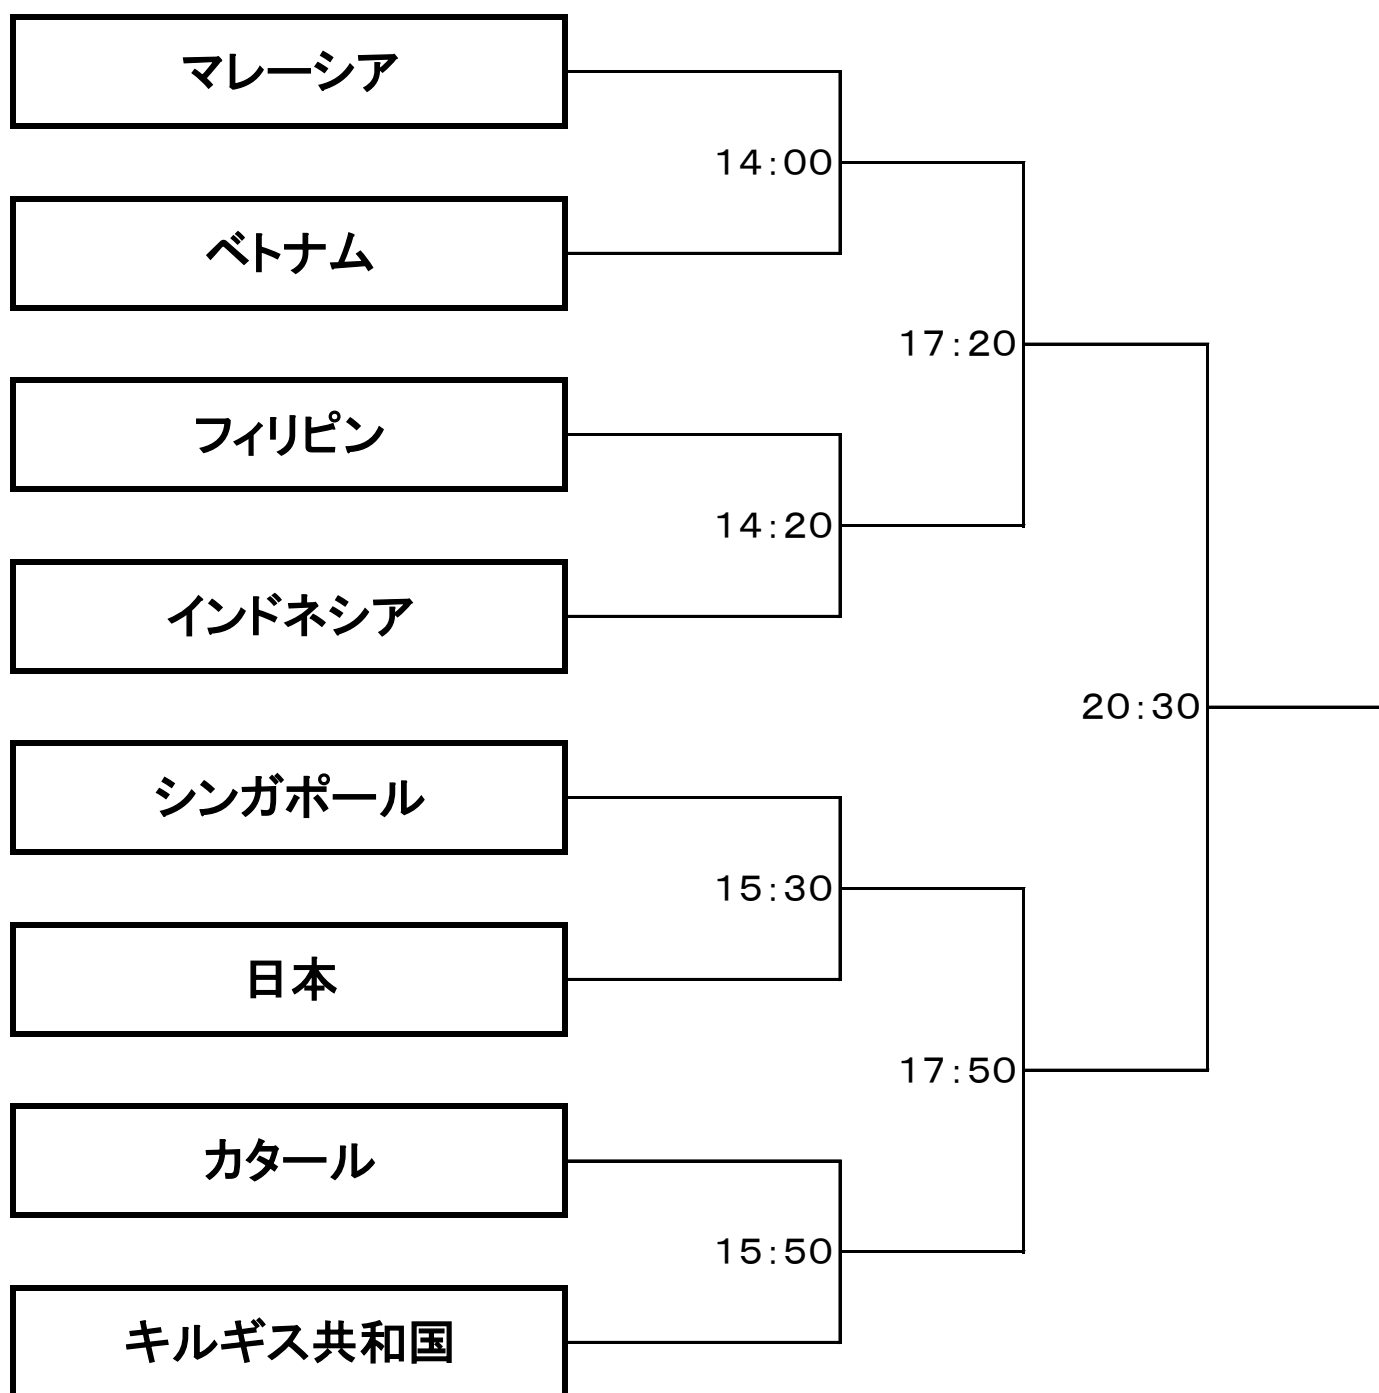 マレーシア
14:00
ベトナム
17:20
フィリピン
14:20
インドネシア
20:30
シンガポール
15:30
日本
17:50
カタール
15:50
キルギス共和国